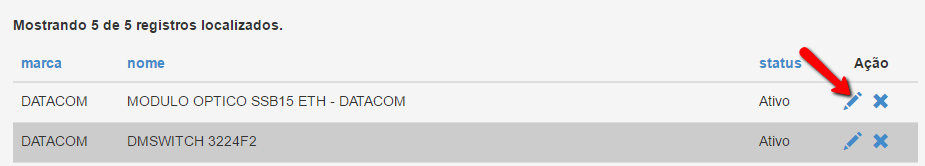 Mostrando 5 de 5 registros localizados.
marca nome status Ação
DATACOM MODULO OPTICO SSB15 ETH - DATACOM Ativo
DATACOM DMSWITCH 3224F2 Ativo